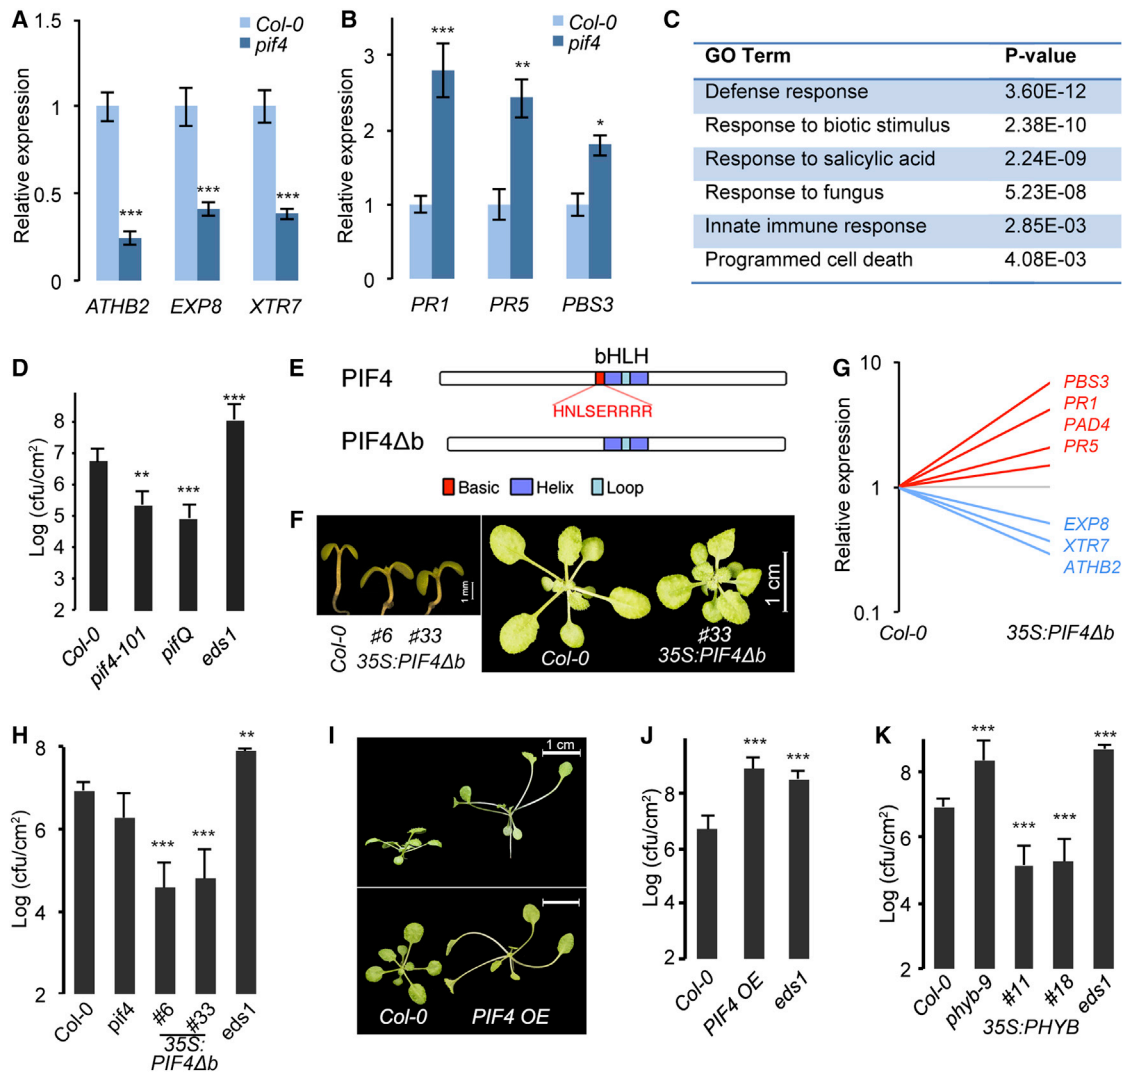 A
1.5
Col-0
pif4
Relative expression
1
0.5
0
***
***
***
ATHB2
EXP8
XTR7
B
Col-0
pif4
Relative expression
3
2
1
0
***
**
*
PR1
PR5
PBS3
C
GO Term P-value
Defense response 3.60E-12
Response to biotic stimulus 2.38E-10
Response to salicylic acid 2.24E-09
Response to fungus 5.23E-08
Innate immune response 2.85E-03
Programmed cell death 4.08E-03
D
Log (cfu/cm²)
8
7
6
5
4
3
2
**
***
***
Col-0
pif4-101
pifQ
eds1
E
bHLH
PIF4
HNLSERRRR
PIF4Δb
Basic
Helix
Loop
F
1 mm
Col-0
#6
#33
35S:PIF4Δb
1 cm
Col-0
#33
35S:PIF4Δb
G
Relative expression
10
1
0.1
PBS3
PR1
PAD4
PR5
EXP8
XTR7
ATHB2
Col-0
35S:PIF4Δb
H
Log (cfu/cm²)
8
6
4
2
***
***
**
Col-0
pif4
#6
#33
eds1
35S:
PIF4Δb
I
1 cm
Col-0
PIF4 OE
J
Log (cfu/cm²)
8
6
4
2
***
***
Col-0
PIF4 OE
eds1
K
Log (cfu/cm²)
8
6
4
2
***
***
***
***
Col-0
phyb-9
#11
#18
eds1
35S:PHYB